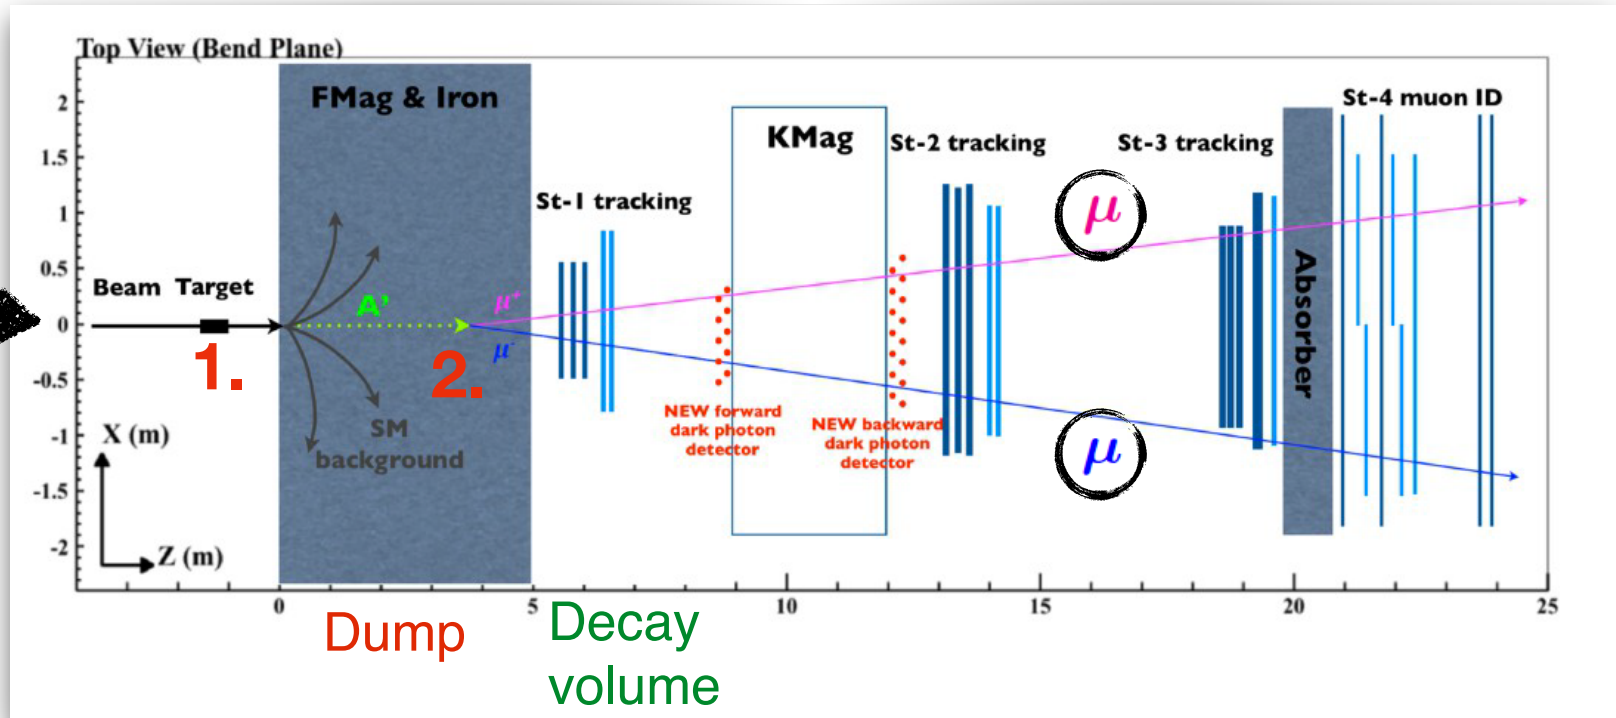 Top View (Bend Plane)
FMag & Iron
St-4 muon ID
KMag
St-2 tracking
St-3 tracking
St-1 tracking
μ
Beam Target
A'
μ+
μ-
Absorber
1.
2.
NEW forward
dark photon
detector
NEW backward
dark photon
detector
SM
background
μ
X (m)
Z (m)
2
1.5
1
0.5
0
-0.5
-1
-1.5
-2
0
5
10
15
20
25
Dump
Decay
volume